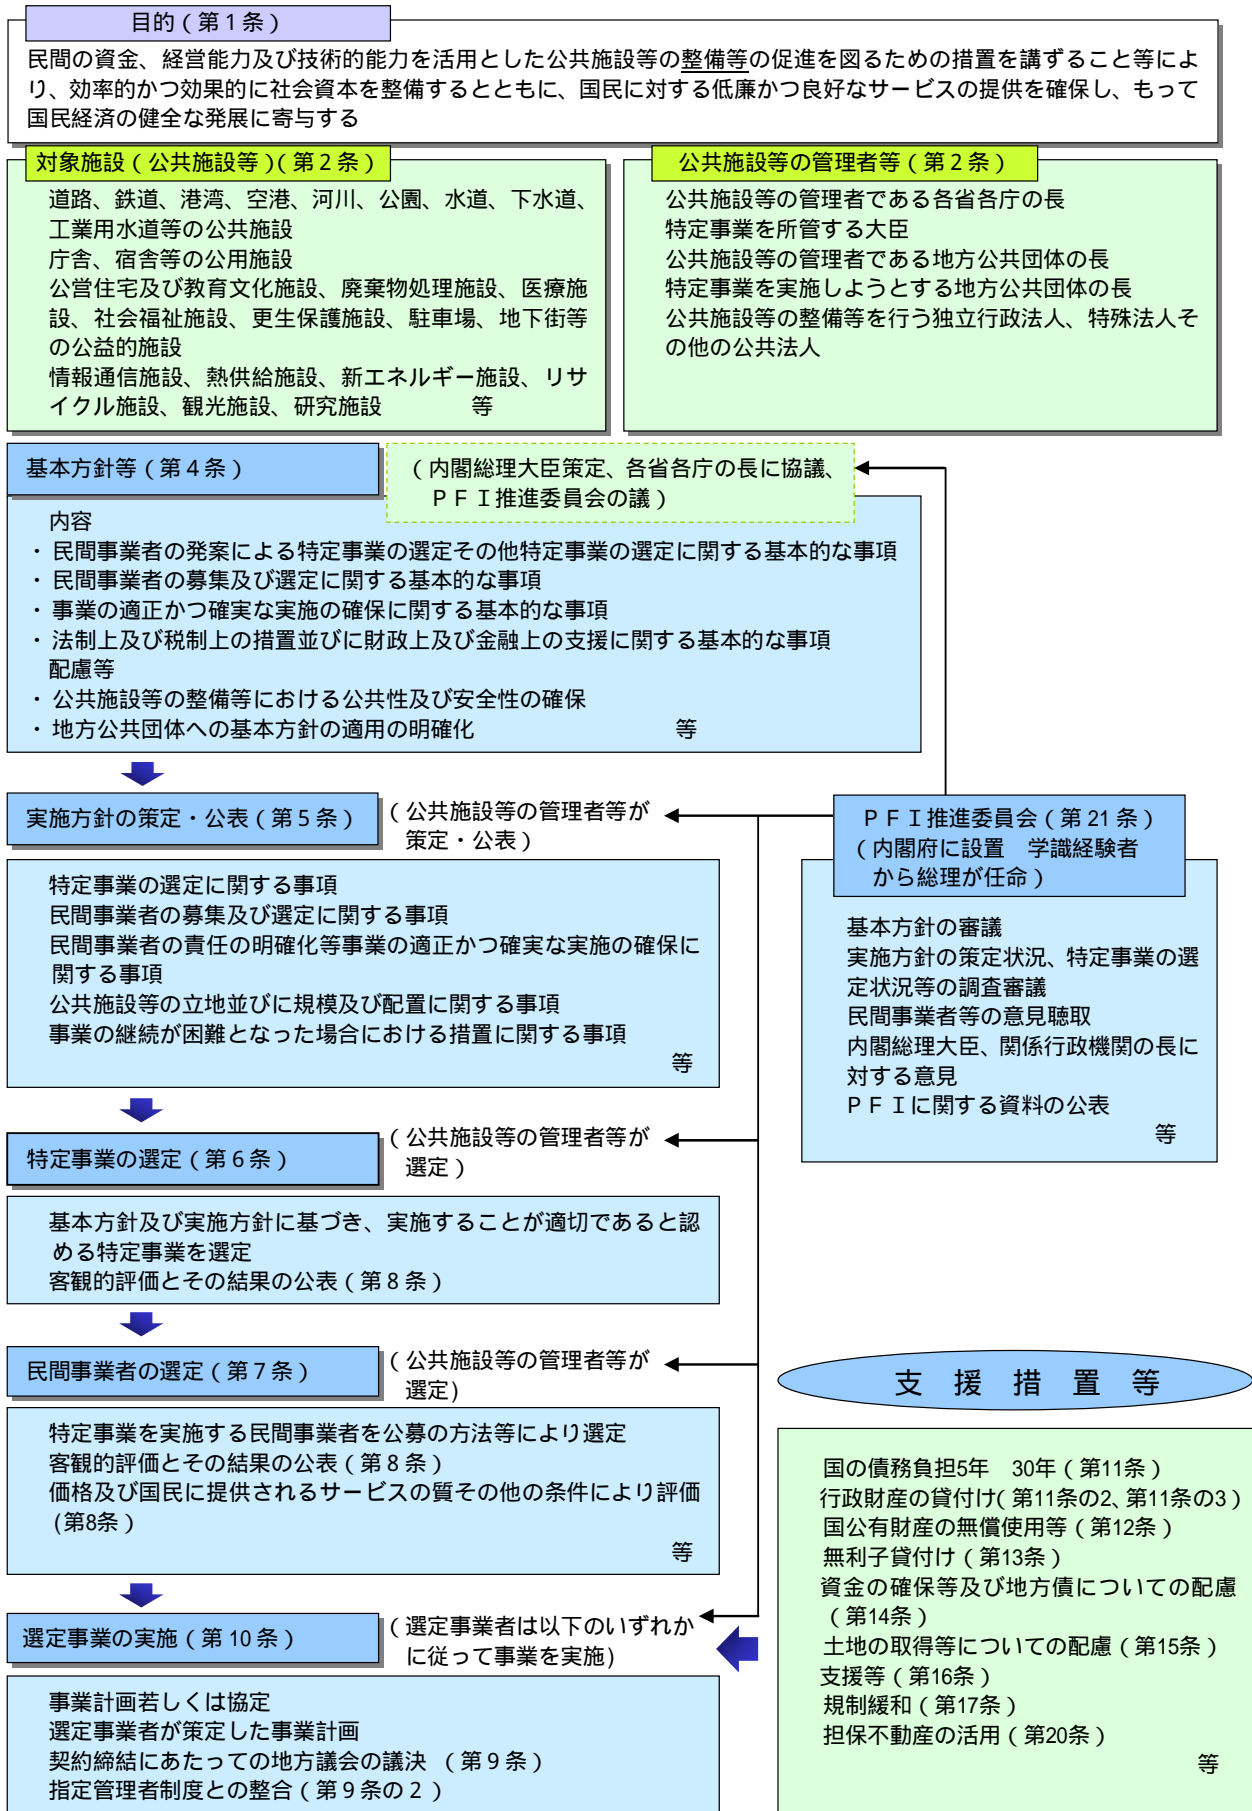 目的（第１条）
民間の資金、経営能力及び技術的能力を活用とした公共施設等の整備等の促進を図るための措置を講ずること等によ
り、効率的かつ効果的に社会資本を整備するとともに、国民に対する低廉かつ良好なサービスの提供を確保し、もって
国民経済の健全な発展に寄与する
対象施設（公共施設等）（第２条）
道路、鉄道、港湾、空港、河川、公園、水道、下水道、
工業用水道等の公共施設
庁舎、宿舎等の公用施設
公営住宅及び教育文化施設、廃棄物処理施設、医療施
設、社会福祉施設、更生保護施設、駐車場、地下街等
の公益的施設
情報通信施設、熱供給施設、新エネルギー施設、リサ
イクル施設、観光施設、研究施設　　　　等
公共施設等の管理者等（第２条）
公共施設等の管理者である各省各庁の長
特定事業を所管する大臣
公共施設等の管理者である地方公共団体の長
特定事業を実施しようとする地方公共団体の長
公共施設等の整備等を行う独立行政法人、特殊法人そ
の他の公共法人
基本方針等（第４条）
（内閣総理大臣策定、各省各庁の長に協議、
ＰＦＩ推進委員会の議）
内容
・民間事業者の発案による特定事業の選定その他特定事業の選定に関する基本的な事項
・民間事業者の募集及び選定に関する基本的な事項
・事業の適正かつ確実な実施の確保に関する基本的な事項
・法制上及び税制上の措置並びに財政上及び金融上の支援に関する基本的な事項
配慮等
・公共施設等の整備等における公共性及び安全性の確保
・地方公共団体への基本方針の適用の明確化　　　　　　　　等
実施方針の策定・公表（第５条）
（公共施設等の管理者等が
策定・公表）
特定事業の選定に関する事項
民間事業者の募集及び選定に関する事項
民間事業者の責任の明確化等事業の適正かつ確実な実施の確保に
関する事項
公共施設等の立地並びに規模及び配置に関する事項
事業の継続が困難となった場合における措置に関する事項
等
ＰＦＩ推進委員会（第21条）
（内閣府に設置　学識経験者
から総理が任命）
基本方針の審議
実施方針の策定状況、特定事業の選
定状況等の調査審議
民間事業者等の意見聴取
内閣総理大臣、関係行政機関の長に
対する意見
ＰＦＩに関する資料の公表
等
特定事業の選定（第６条）
（公共施設等の管理者等が
選定）
基本方針及び実施方針に基づき、実施することが適切であると認
める特定事業を選定
客観的評価とその結果の公表（第８条）
民間事業者の選定（第７条）
（公共施設等の管理者等が
選定)
特定事業を実施する民間事業者を公募の方法等により選定
客観的評価とその結果の公表（第８条）
価格及び国民に提供されるサービスの質その他の条件により評価
(第8条）
等
選定事業の実施（第10条）
（選定事業者は以下のいずれか
に従って事業を実施)
事業計画若しくは協定
選定事業者が策定した事業計画
契約締結にあたっての地方議会の議決　（第９条）
指定管理者制度との整合（第９条の２）
支　援　措　置　等
国の債務負担5年　30年（第11条）
行政財産の貸付け（第11条の2、第11条の3）
国公有財産の無償使用等（第12条）
無利子貸付け（第13条）
資金の確保等及び地方債についての配慮
（第14条）
土地の取得等についての配慮（第15条）
支援等（第16条）
規制緩和（第17条）
担保不動産の活用（第20条）
等